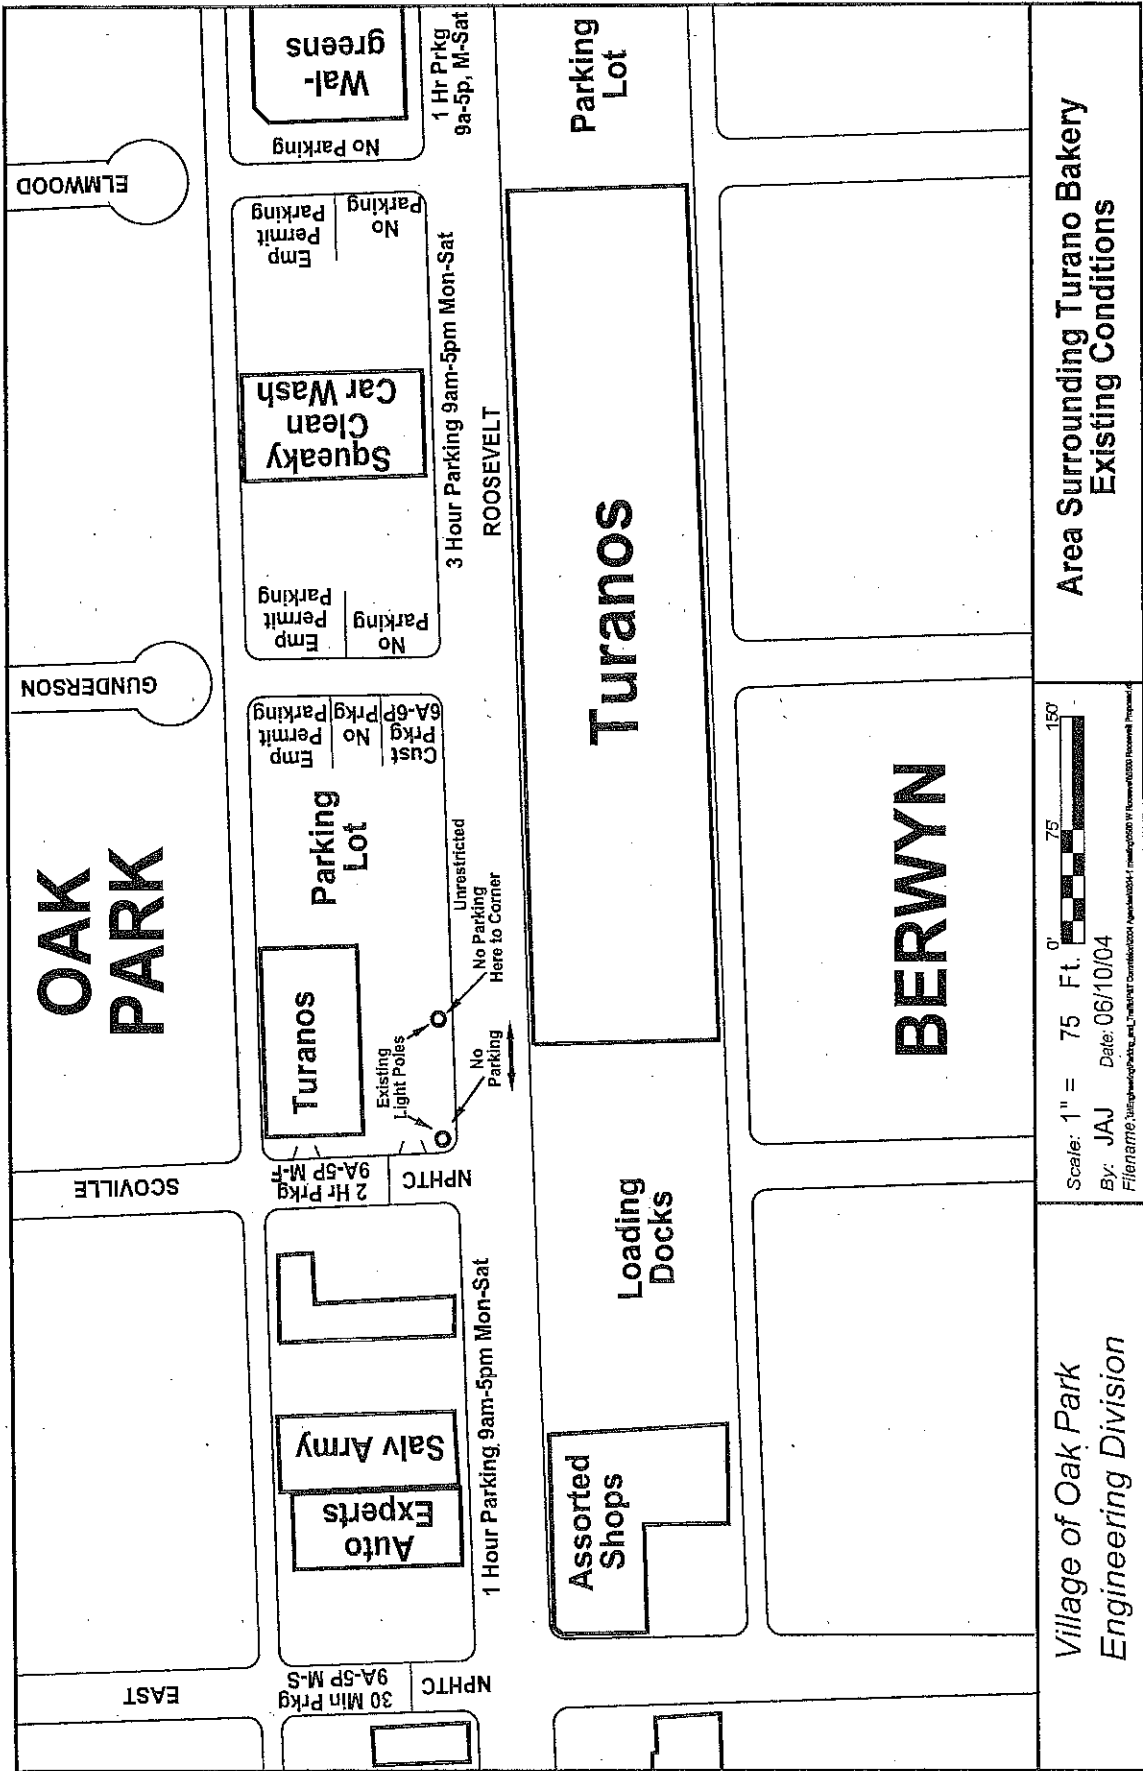 OAK
PARK
EAST
SCOVILLE
GUNDERSON
ELMWOOD
30 Min Prkg
9A-5P M-S
NPHTC
Auto
Experts
Salv Army
1 Hour Parking 9am-5pm Mon-Sat
2 Hr Prkg
9A-5P M-F
NPHTC
Turanos
Existing
Light Poles
No
Parking
Parking
Lot
Unrestricted
No Parking
Here to Corner
Emp
Permit
Parking
No
Prkg
Cust
Prkg
6A-6P
Emp
Permit
Parking
No
Parking
Squeaky
Clean
Car Wash
3 Hour Parking 9am-5pm Mon-Sat
Emp
Permit
Parking
No
Parking
No Parking
Wal-
greens
1 Hr Prkg
9a-5p, M-Sat
ROOSEVELT
Assorted
Shops
Loading
Docks
Turanos
Parking
Lot
BERWYN
Village of Oak Park
Engineering Division
Scale: 1" = 75 Ft.
0' 75' 150'
By: JAJ Date: 06/10/04
Filename:
Area Surrounding Turano Bakery
Existing Conditions